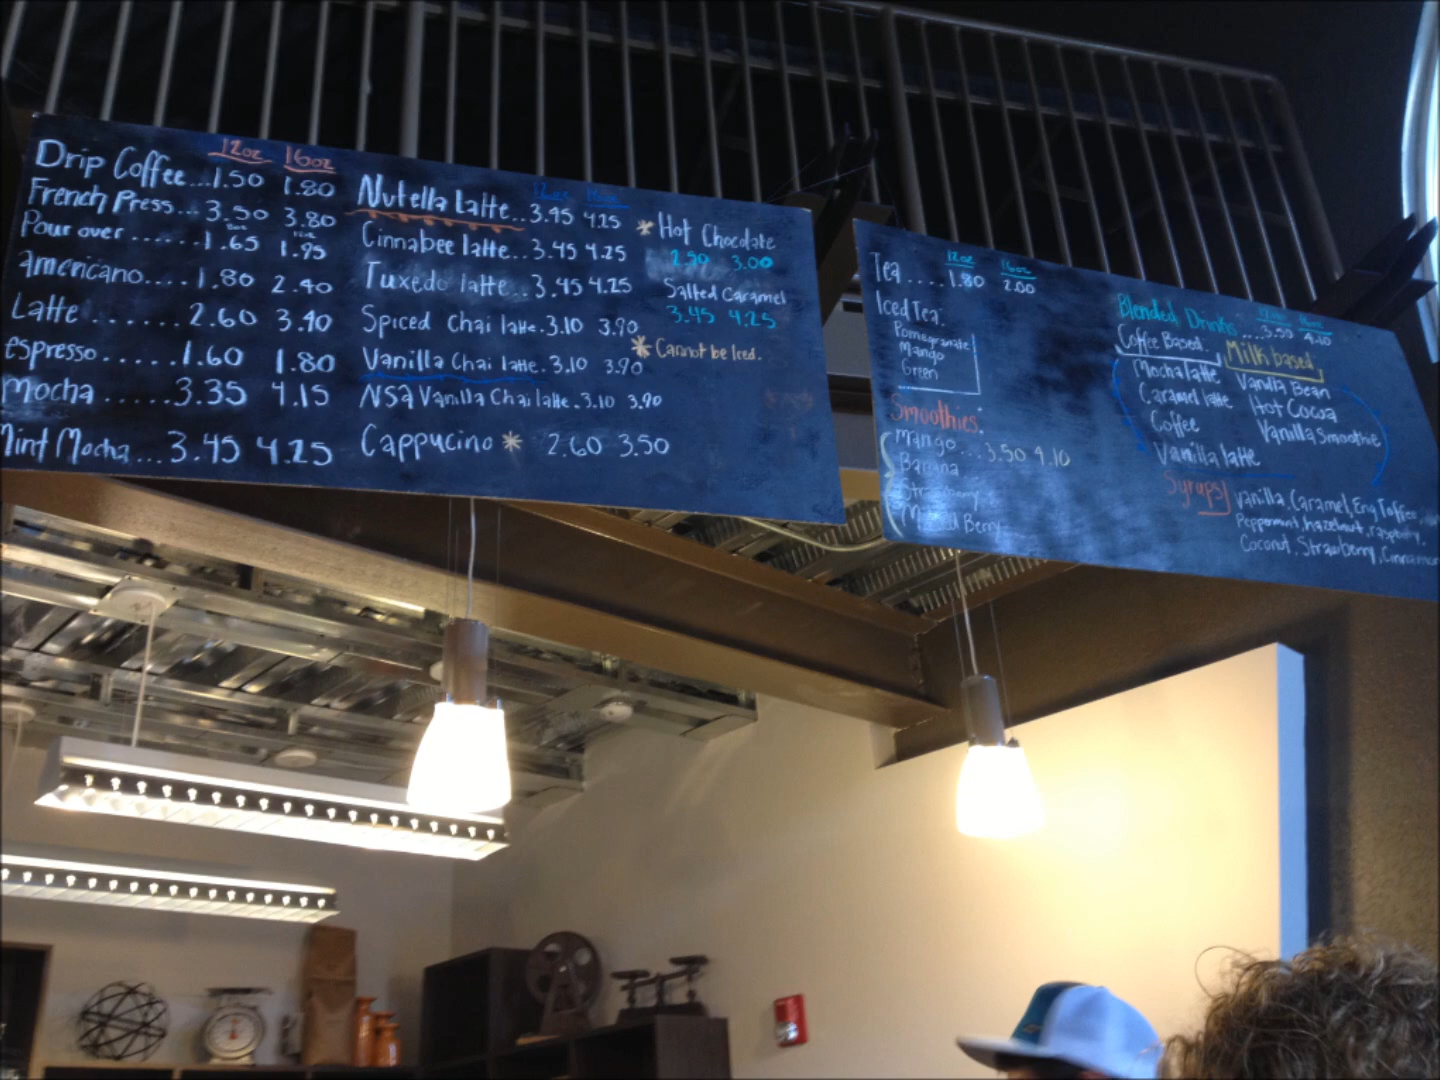 12oz 16oz
Drip Coffee...1.50 1.80
French Press...3.50 3.80
Pour over ......1.65 1.95
americano....1.80 2.40
Latte .......2.60 3.40
espresso......1.60 1.80
Mocha ......3.35 4.15
Mint Mocha...3.45 4.25
12oz 16oz
Nutella Latte..3.45 4.25
Cinnabee latte..3.45 4.25
Tuxedo latte..3.45 4.25
Spiced Chai latte.3.10 3.90
Vanilla Chai latte.3.10 3.90
NSA Vanilla Chai latte.3.10 3.90
Cappucino * 2.60 3.50
* Hot Chocolate
2.50 3.00
Salted Caramel
3.45 4.25
* Cannot be Iced.
12oz 16oz
Tea .... 1.80 2.00
Iced Tea:
Pomegranate
Mango
Green
Smoothies:
Mango...3.50 4.10
Banana
Strawberry
Mixed Berry
12oz 16oz
Blended Drinks ....3.50 4.10
Coffee Based.
Mocha latte
Caramel latte
Coffee
Vanilla latte
Milk based
Vanilla Bean
Hot Cocoa
Vanilla Smoothie
Syrups
Vanilla, Caramel, Eng Toffee,
Peppermint, hazelnut, raspberry,
Coconut, Strawberry, Cinnamon